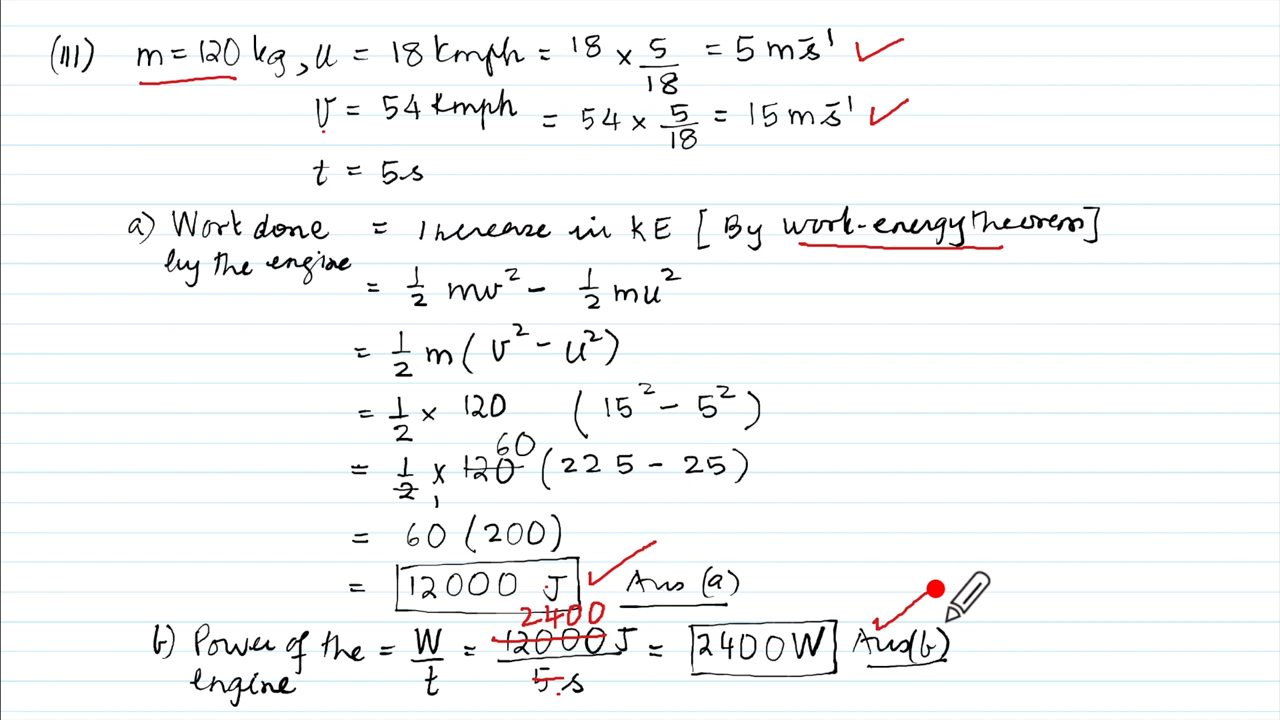 (III) m = 120 kg, u = 18 Kmph = 18 × 5/18 = 5 ms⁻¹ ✓
v = 54 Kmph = 54 × 5/18 = 15 ms⁻¹ ✓
t = 5s
a) Work done = Increase in KE [By work-energy theorem]
by the engine
= 1/2 mv² - 1/2 mu²
= 1/2 m(v² - u²)
= 1/2 × 120 (15² - 5²)
60
= 1/2 × 120 (225 - 25)
1
= 60 (200)
= 12000 J ✓ Ans (a)
2400
b) Power of the = W/t = 12000 J/5s = 2400W Ans(b) ✓
engine